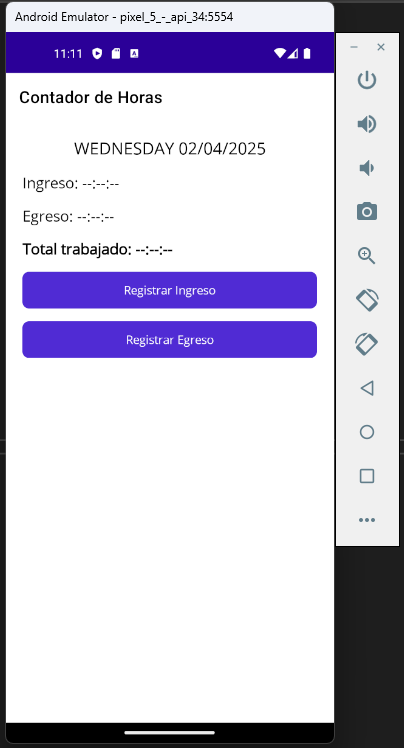 Android Emulator - pixel_5_-_api_34:5554
11:11
Contador de Horas
WEDNESDAY 02/04/2025
Ingreso: --:--:--
Egreso: --:--:--
Total trabajado: --:--:--
Registrar Ingreso
Registrar Egreso